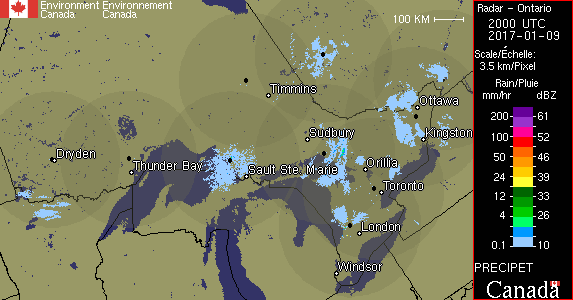 Environment Environnement
Canada Canada
100 KM
Timmins
Ottawa
Sudbury
Kingston
Dryden
Thunder Bay
Sault Ste. Marie
Orillia
Toronto
London
Windsor
Radar - Ontario
2000 UTC
2017-01-09
Scale/Échelle:
3.5 km/Pixel
Rain/Pluie
mm/hr dBZ
200 61
100 52
50 46
24 39
12 33
4 26
0.1 10
PRECIPET
Canada